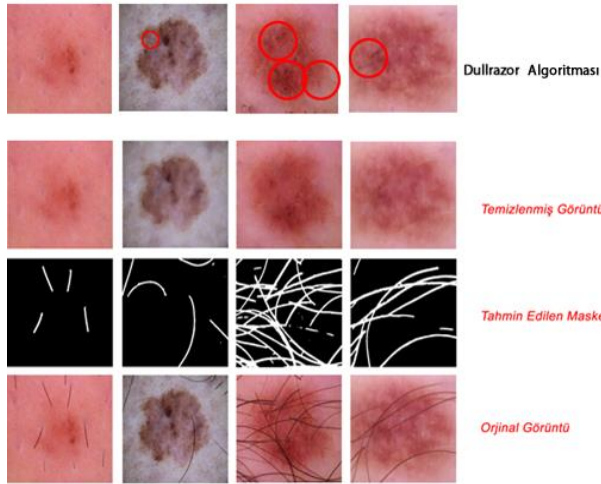 Dullrazor Algoritması
Temizlenmiş Görüntü
Tahmin Edilen Maske
Orjinal Görüntü